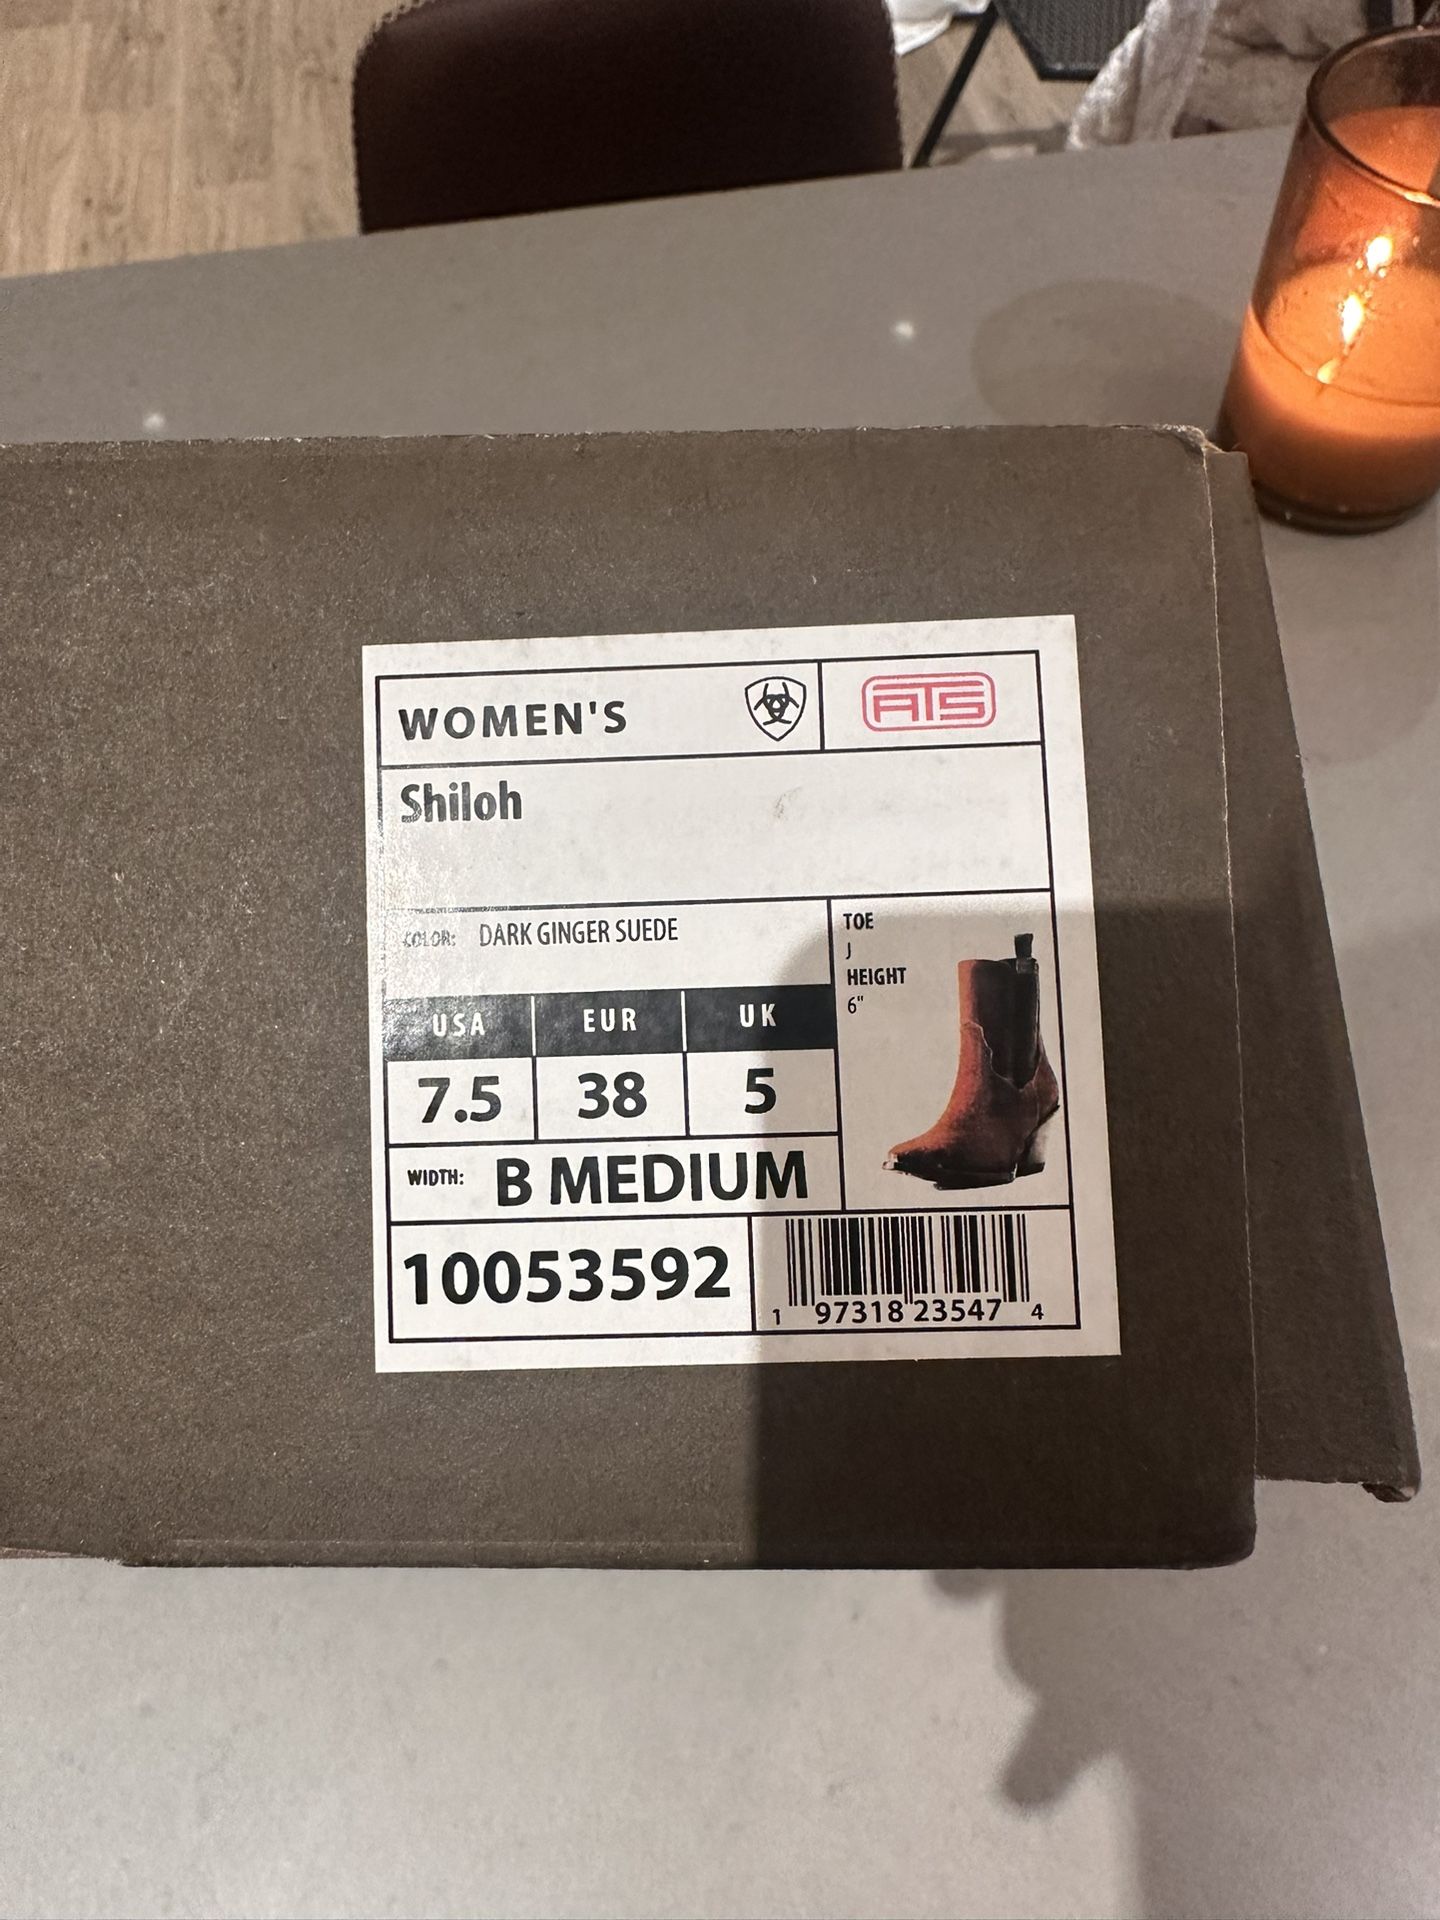 WOMEN'S
ATS
Shiloh
COLOR: DARK GINGER SUEDE
TOE
J
HEIGHT
6"
USA EUR UK
7.5 38 5
WIDTH: B MEDIUM
10053592
1 97318 23547 4